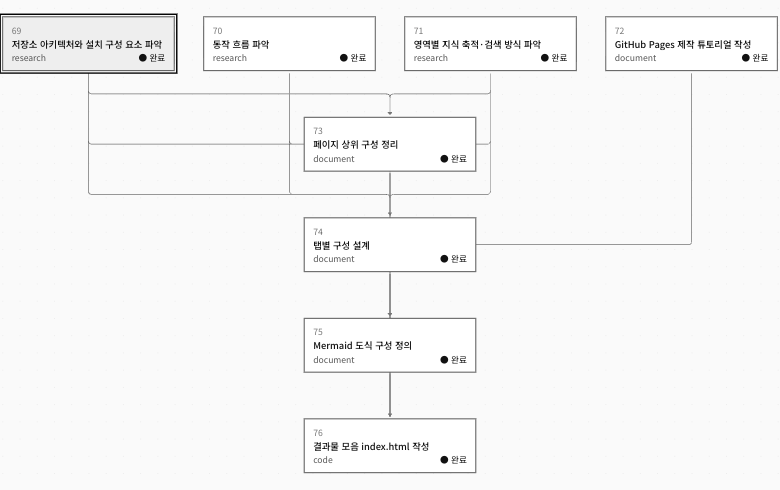 69
저장소 아키텍처와 설치 구성 요소 파악
research ● 완료
70
동작 흐름 파악
research ● 완료
71
영역별 지식 축적·검색 방식 파악
research ● 완료
72
GitHub Pages 제작 튜토리얼 작성
document ● 완료
73
페이지 상위 구성 정리
document ● 완료
74
탭별 구성 설계
document ● 완료
75
Mermaid 도식 구성 정의
document ● 완료
76
결과물 모음 index.html 작성
code ● 완료